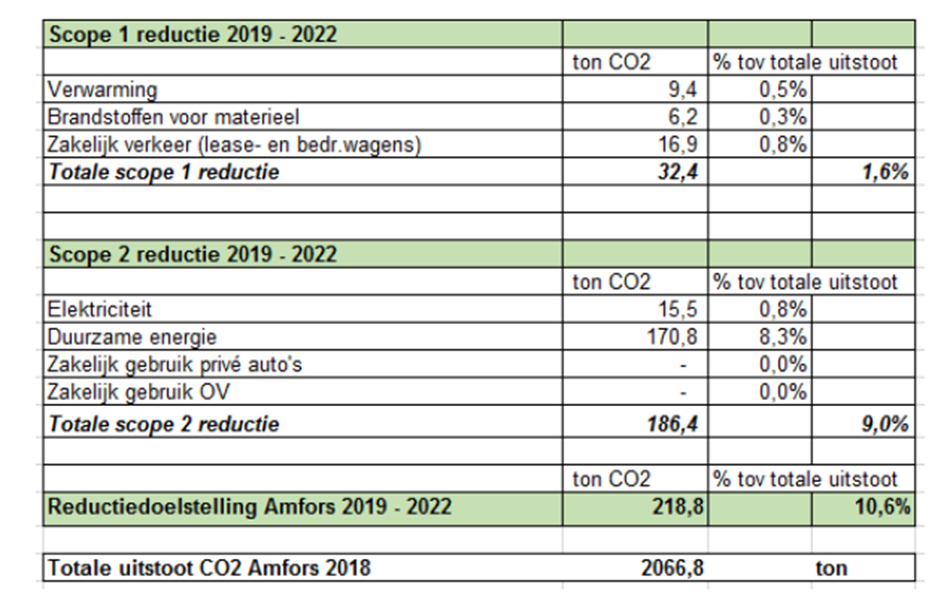 Scope 1 reductie 2019 - 2022
ton CO2 % tov totale uitstoot
Verwarming 9,4 0,5%
Brandstoffen voor materieel 6,2 0,3%
Zakelijk verkeer (lease- en bedr.wagens) 16,9 0,8%
Totale scope 1 reductie 32,4 1,6%
Scope 2 reductie 2019 - 2022
ton CO2 % tov totale uitstoot
Elektriciteit 15,5 0,8%
Duurzame energie 170,8 8,3%
Zakelijk gebruik privé auto's - 0,0%
Zakelijk gebruik OV - 0,0%
Totale scope 2 reductie 186,4 9,0%
ton CO2 % tov totale uitstoot
Reductiedoelstelling Amfors 2019 - 2022 218,8 10,6%
Totale uitstoot CO2 Amfors 2018 2066,8 ton